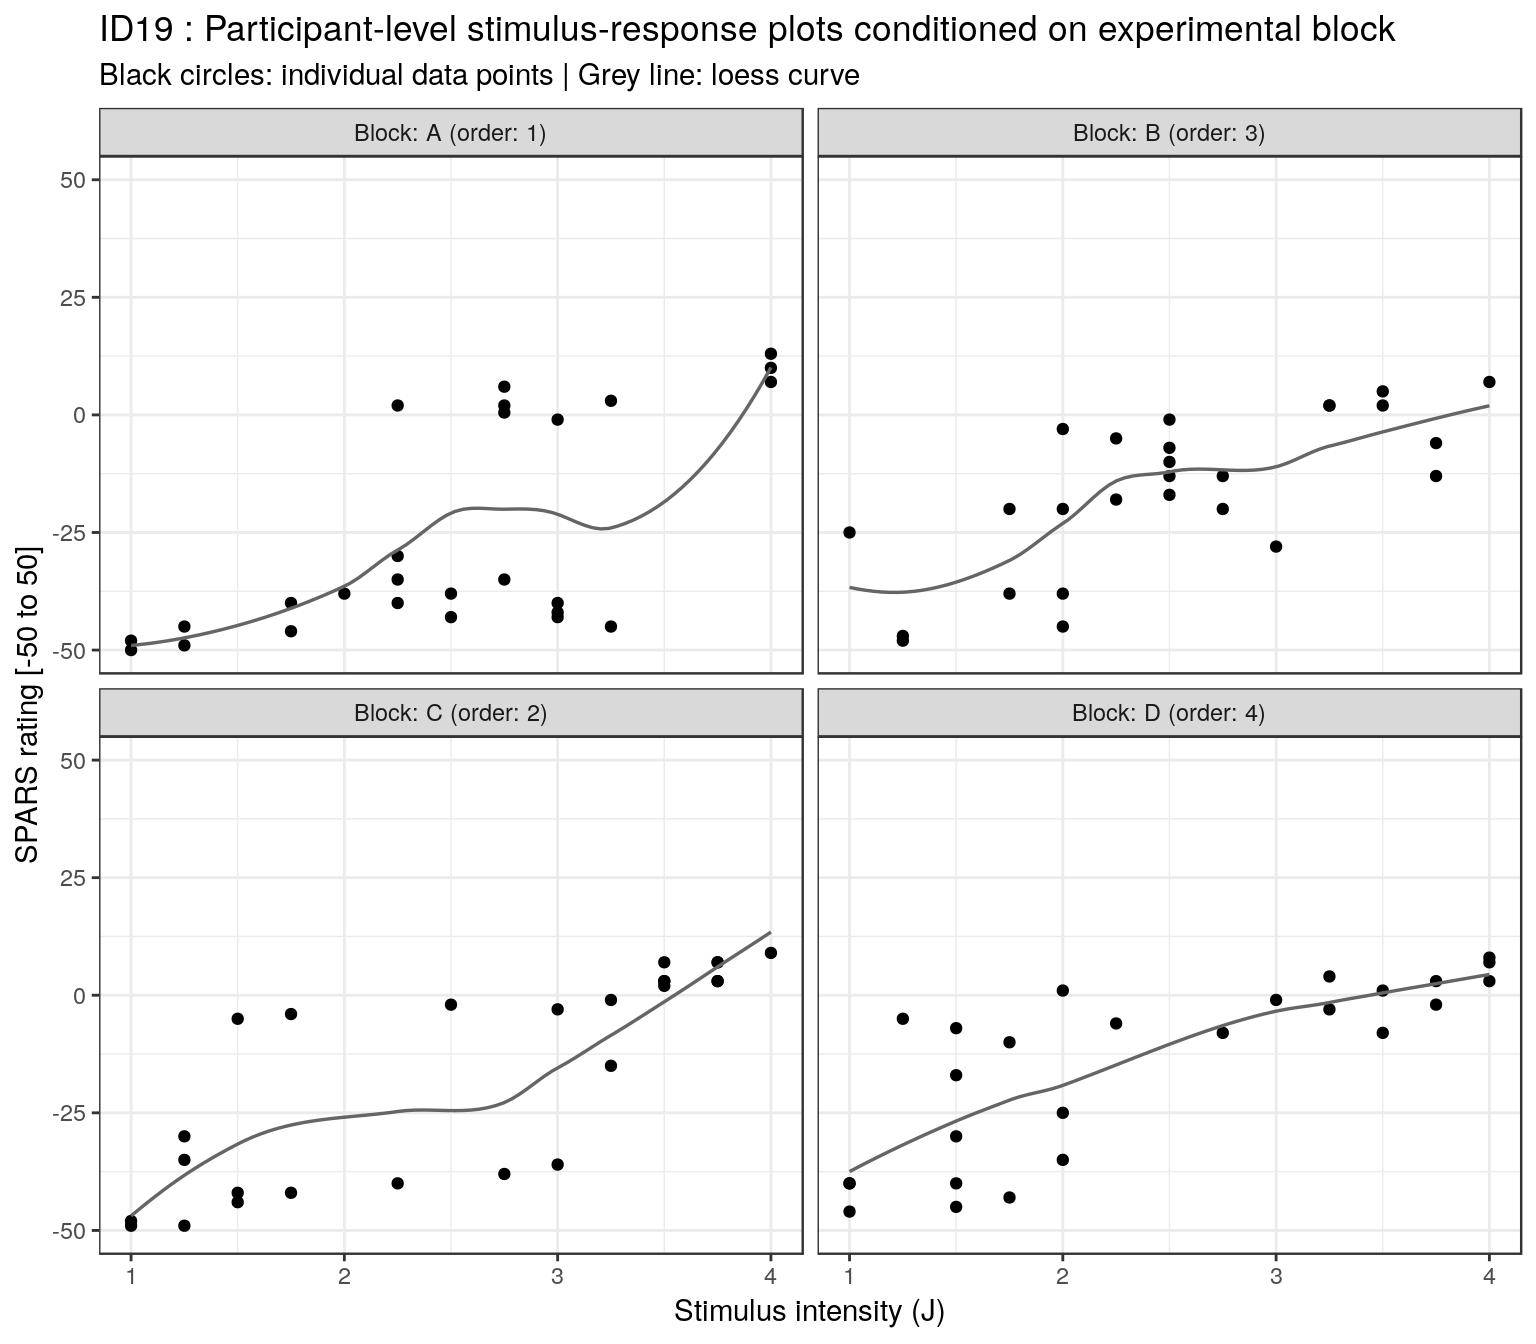 ID19 : Participant-level stimulus-response plots conditioned on experimental block
Black circles: individual data points | Grey line: loess curve
Block: A (order: 1)
Block: B (order: 3)
50
25
0
-25
-50
Block: C (order: 2)
Block: D (order: 4)
50
25
0
-25
-50
SPARS rating [-50 to 50]
1 2 3 4 1 2 3 4
Stimulus intensity (J)